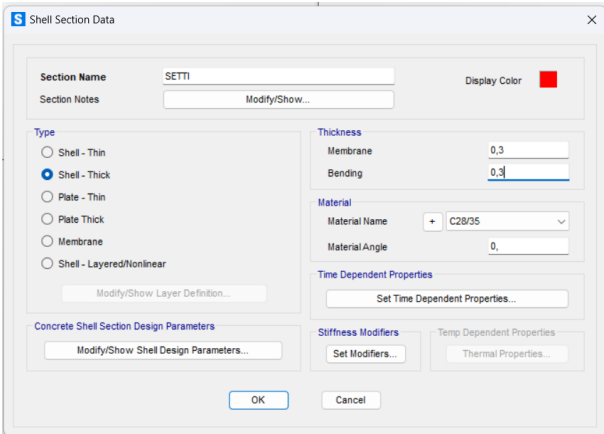 S Shell Section Data
Section Name SETTI Display Color
Section Notes Modify/Show...
Type
Shell - Thin
Shell - Thick
Plate - Thin
Plate Thick
Membrane
Shell - Layered/Nonlinear
Modify/Show Layer Definition...
Concrete Shell Section Design Parameters
Modify/Show Shell Design Parameters...
Thickness
Membrane 0,3
Bending 0,3
Material
Material Name + C28/35
Material Angle 0,
Time Dependent Properties
Set Time Dependent Properties...
Stiffness Modifiers
Set Modifiers...
Temp Dependent Properties
Thermal Properties...
OK Cancel